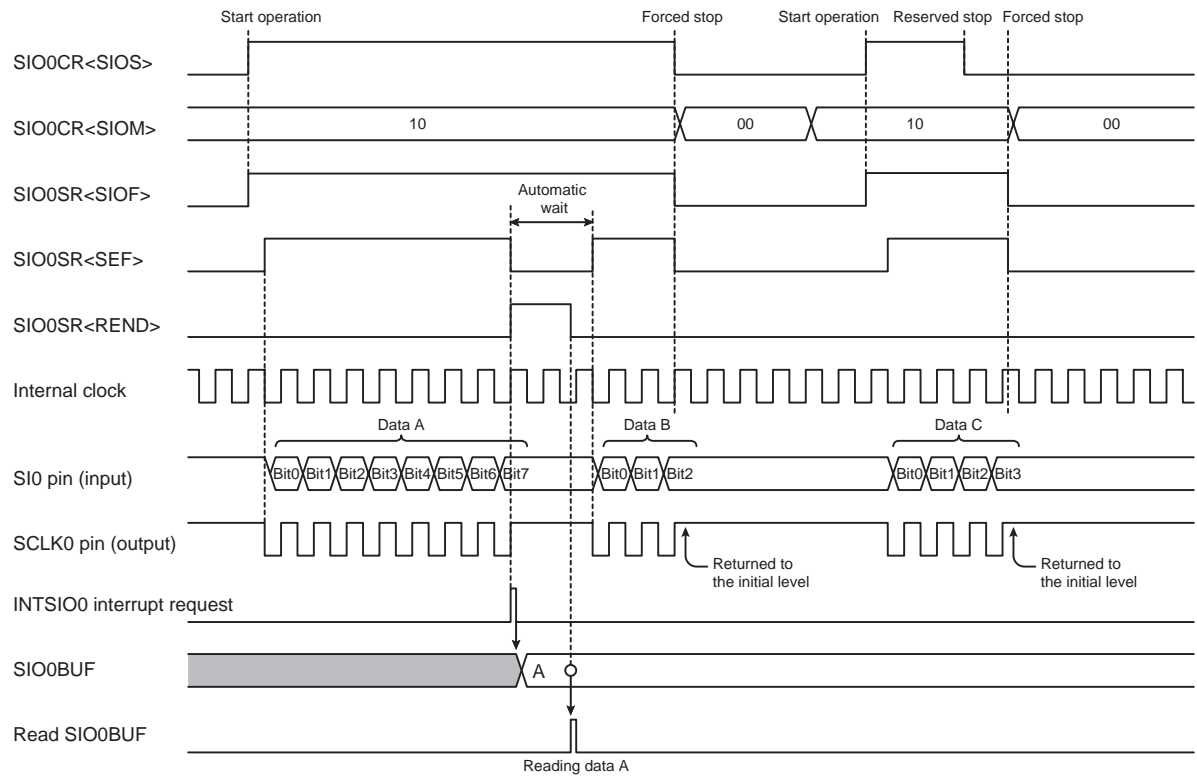 Start operation
Forced stop
Start operation
Reserved stop
Forced stop
SIO0CR<SIOS>
SIO0CR<SIOM>
10
00
10
00
SIO0SR<SIOF>
Automatic
wait
SIO0SR<SEF>
SIO0SR<REND>
Internal clock
Data A
Data B
Data C
SI0 pin (input)
Bit0 Bit1 Bit2 Bit3 Bit4 Bit5 Bit6 Bit7
Bit0 Bit1 Bit2
Bit0 Bit1 Bit2 Bit3
SCLK0 pin (output)
Returned to
the initial level
Returned to
the initial level
INTSIO0 interrupt request
SIO0BUF
A
Read SIO0BUF
Reading data A